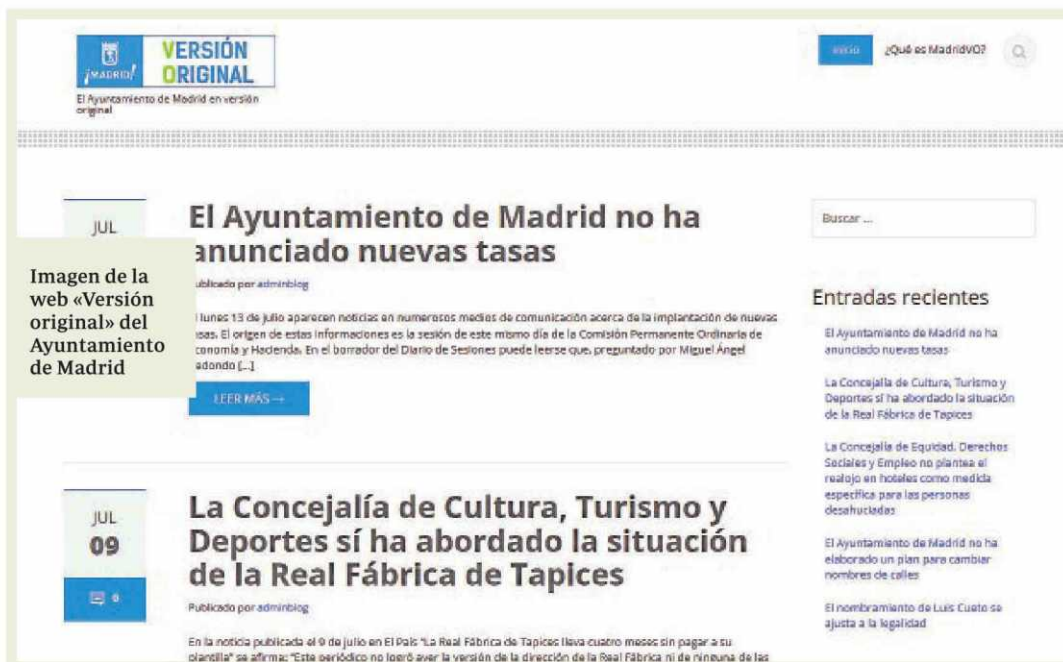 ¡MADRID!
VERSIÓN
ORIGINAL
El Ayuntamiento de Madrid en versión
original
Inicio
¿Qué es MadridVO?
JUL
Imagen de la
web «Versión
original» del
Ayuntamiento
de Madrid
El Ayuntamiento de Madrid no ha
anunciado nuevas tasas
ublicado por adminblog
l lunes 13 de julio aparecen noticias en numerosos medios de comunicación acerca de la implantación de nuevas
asas. El origen de estas informaciones es la sesión de este mismo día de la Comisión Permanente Ordinaria de
conomía y Hacienda. En el borrador del Diario de Sesiones puede leerse que, preguntado por Miguel Ángel
edondo [...]
LEER MÁS →
JUL
09
La Concejalía de Cultura, Turismo y
Deportes sí ha abordado la situación
de la Real Fábrica de Tapices
Publicado por adminblog
En la noticia publicada el 9 de julio en El País "La Real Fábrica de Tapices lleva cuatro meses sin pagar a su
plantilla" se afirma: "Este periódico no logró ayer la versión de la dirección de la Real Fábrica ni de ninguna de las
Buscar ...
Entradas recientes
El Ayuntamiento de Madrid no ha
anunciado nuevas tasas
La Concejalía de Cultura, Turismo y
Deportes sí ha abordado la situación
de la Real Fábrica de Tapices
La Concejalía de Equidad, Derechos
Sociales y Empleo no plantea el
realojo en hoteles como medida
específica para las personas
desahuciadas
El Ayuntamiento de Madrid no ha
elaborado un plan para cambiar
nombres de calles
El nombramiento de Luis Cueto se
ajusta a la legalidad